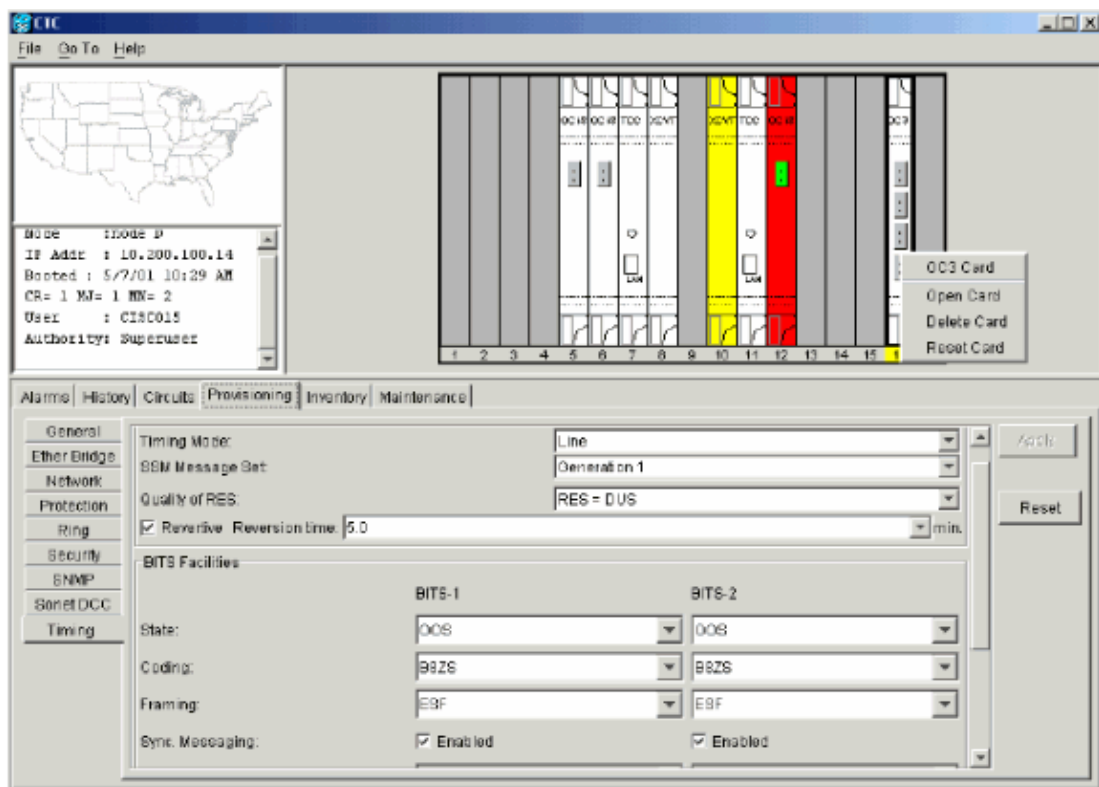 CTC
File Go To Help
Node :node D
IP Addr : 10.200.100.14
Booted : 5/7/01 10:29 AM
CR= 1 MJ= 1 MN= 2
User : CISCO15
Authority: Superuser
OC48 OC48 TCC XCVT XCVT TCC OC48 OC3
LAN LAN
1 2 3 4 5 6 7 8 9 10 11 12 13 14 15 1
OC3 Card
Open Card
Delete Card
Reset Card
Alarms History Circuits Provisioning Inventory Maintenance
General
Ether Bridge
Network
Protection
Ring
Security
SNMP
Sonet DCC
Timing
Timing Mode: Line
SSM Message Set: Generation 1
Quality of RES: RES = DUS
Revertive Reversion time: 5.0 min.
BITS Facilities
BITS-1 BITS-2
State: OOS OOS
Coding: B8ZS B8ZS
Framing: ESF ESF
Sync. Messaging: Enabled Enabled
Apply
Reset